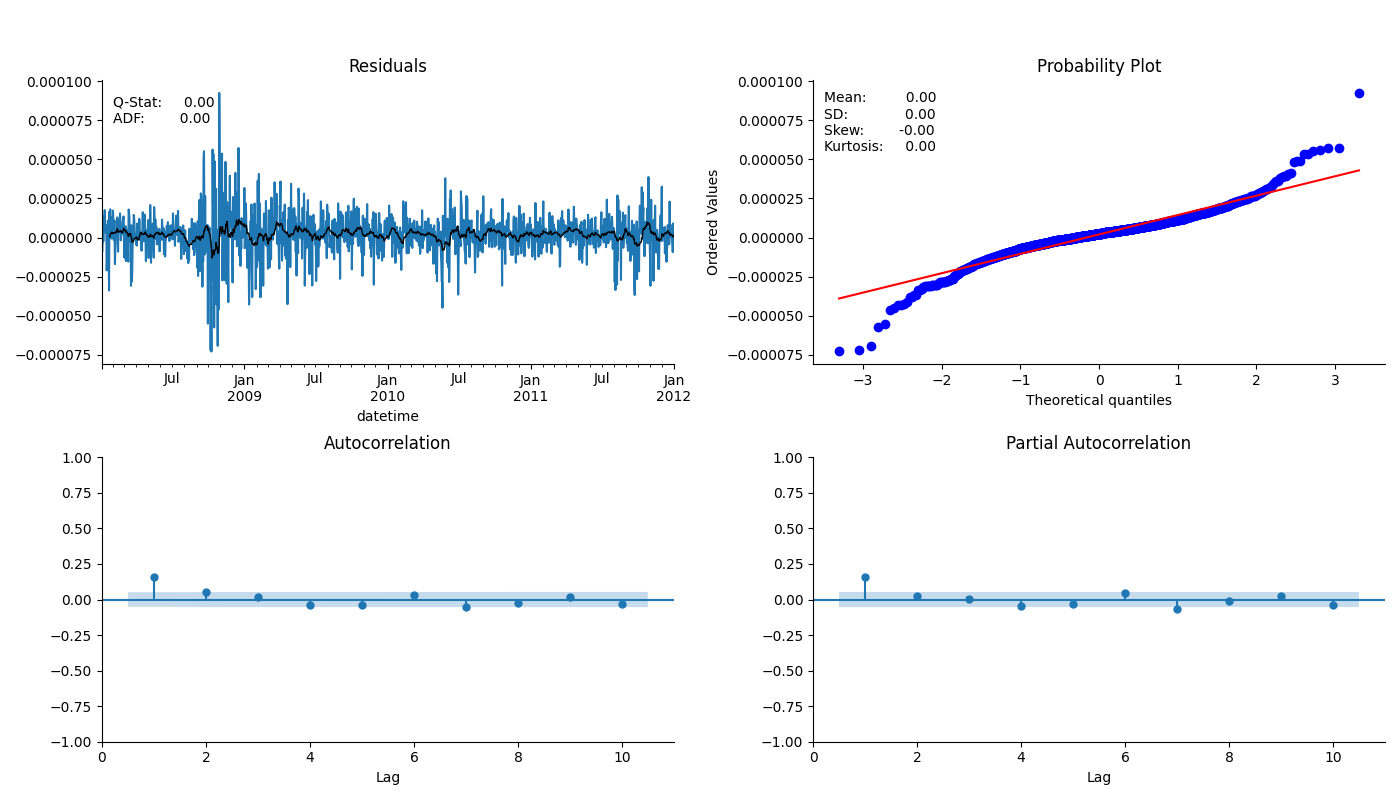 Residuals
0.000100
0.000075
0.000050
0.000025
0.000000
−0.000025
−0.000050
−0.000075
Q-Stat: 0.00
ADF: 0.00
Jul
Jan
2009
Jul
Jan
2010
Jul
Jan
2011
Jul
Jan
2012
datetime
Probability Plot
Ordered Values
0.000100
0.000075
0.000050
0.000025
0.000000
−0.000025
−0.000050
−0.000075
Mean: 0.00
SD: 0.00
Skew: -0.00
Kurtosis: 0.00
−3 −2 −1 0 1 2 3
Theoretical quantiles
Autocorrelation
1.00
0.75
0.50
0.25
0.00
−0.25
−0.50
−0.75
−1.00
0 2 4 6 8 10
Lag
Partial Autocorrelation
1.00
0.75
0.50
0.25
0.00
−0.25
−0.50
−0.75
−1.00
0 2 4 6 8 10
Lag